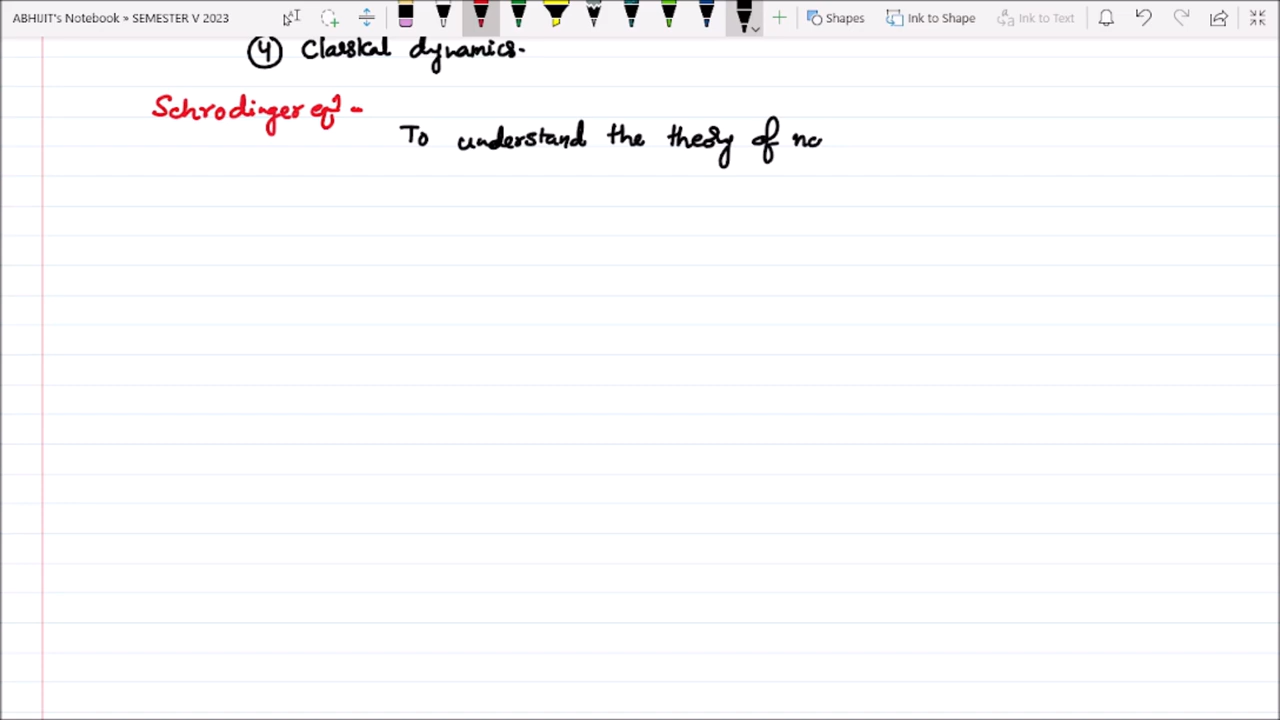 ABHIJIT's Notebook » SEMESTER V 2023
Shapes
Ink to Shape
Ink to Text
④ Classical dynamics.
Schrodinger eqⁿ -
To understand the theory of na